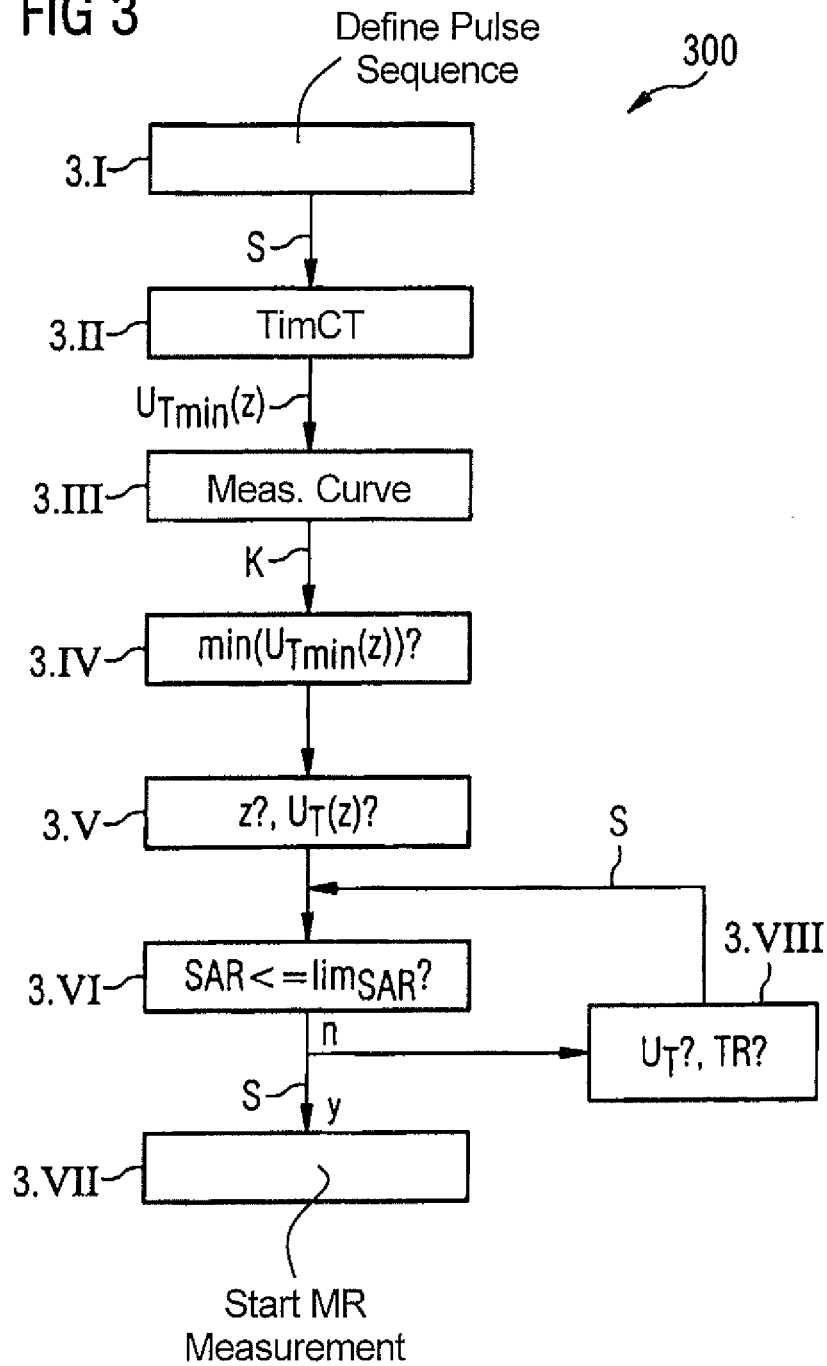 FIG 3
Define Pulse
Sequence
300
3.I
S
3.II
TimCT
U_Tmin(z)
3.III
Meas. Curve
K
3.IV
min(U_Tmin(z))?
3.V
z?, U_T(z)?
S
3.VI
SAR<=lim_SAR?
3.VIII
n
U_T?, TR?
S
y
3.VII
Start MR
Measurement